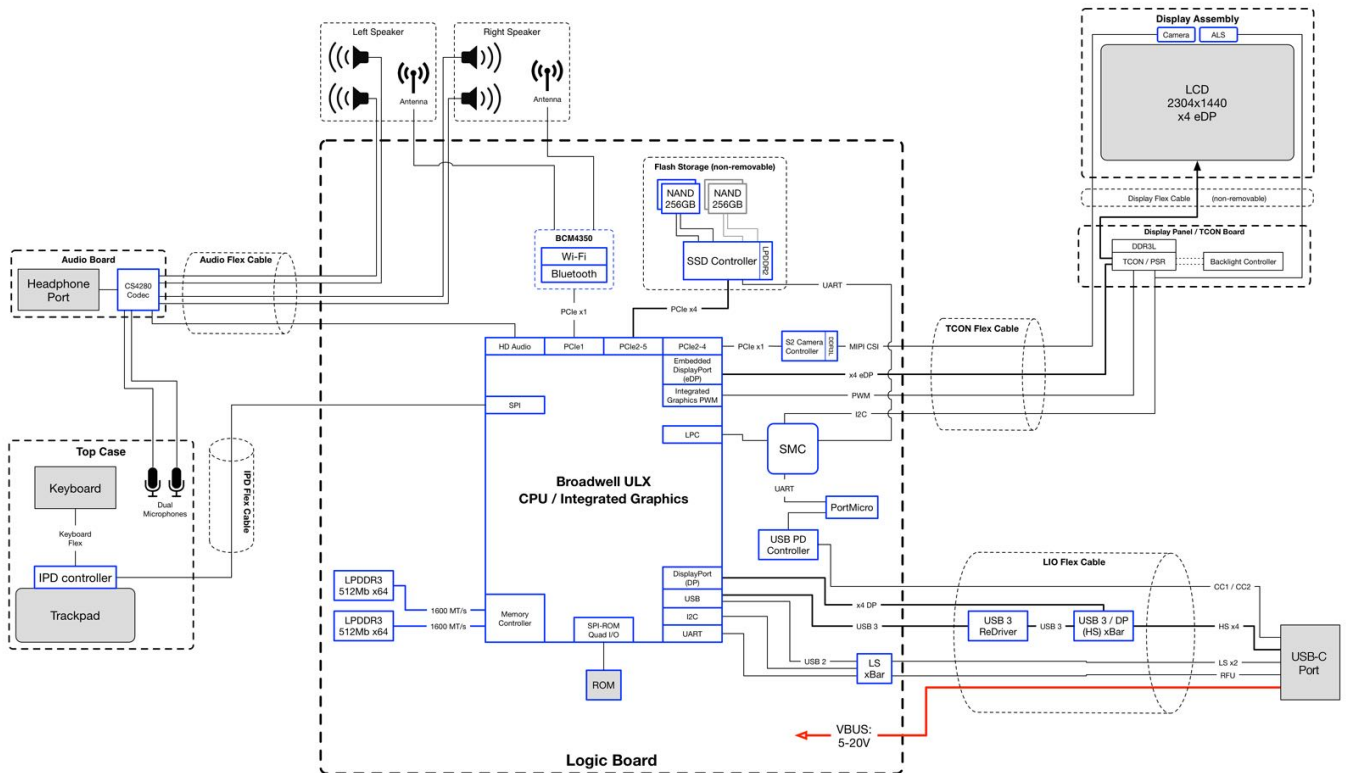 Left Speaker
Right Speaker
Antenna
Antenna
Display Assembly
Camera
ALS
LCD
2304x1440
x4 eDP
Display Flex Cable
(non-removable)
Display Panel / TCON Board
DDR3L
TCON / PSR
Backlight Controller
Flash Storage (non-removable)
NAND
256GB
NAND
256GB
SSD Controller
LPDDR2
BCM4350
Wi-Fi
Bluetooth
Audio Board
Headphone
Port
CS4280
Codec
Audio Flex Cable
PCIe x1
PCIe x4
UART
TCON Flex Cable
HD Audio
PCIe1
PCIe2-5
PCIe2-4
PCIe x1
S2 Camera
Controller
DDR3L
MIPI CSI
Embedded
DisplayPort
(eDP)
x4 eDP
Integrated
Graphics PWM
PWM
SPI
I2C
LPC
SMC
Top Case
Keyboard
Dual
Microphones
IPD Flex Cable
Broadwell ULX
CPU / Integrated Graphics
UART
PortMicro
USB PD
Controller
Keyboard
Flex
IPD controller
Trackpad
LIO Flex Cable
LPDDR3
512Mb x64
1600 MT/s
LPDDR3
512Mb x64
1600 MT/s
Memory
Controller
SPI-ROM
Quad I/O
ROM
DisplayPort
(DP)
USB
I2C
UART
CC1 / CC2
x4 DP
USB 3
USB 3
ReDriver
USB 3
USB 3 / DP
(HS) xBar
HS x4
USB 2
LS
xBar
LS x2
RFU
USB-C
Port
VBUS:
5-20V
Logic Board